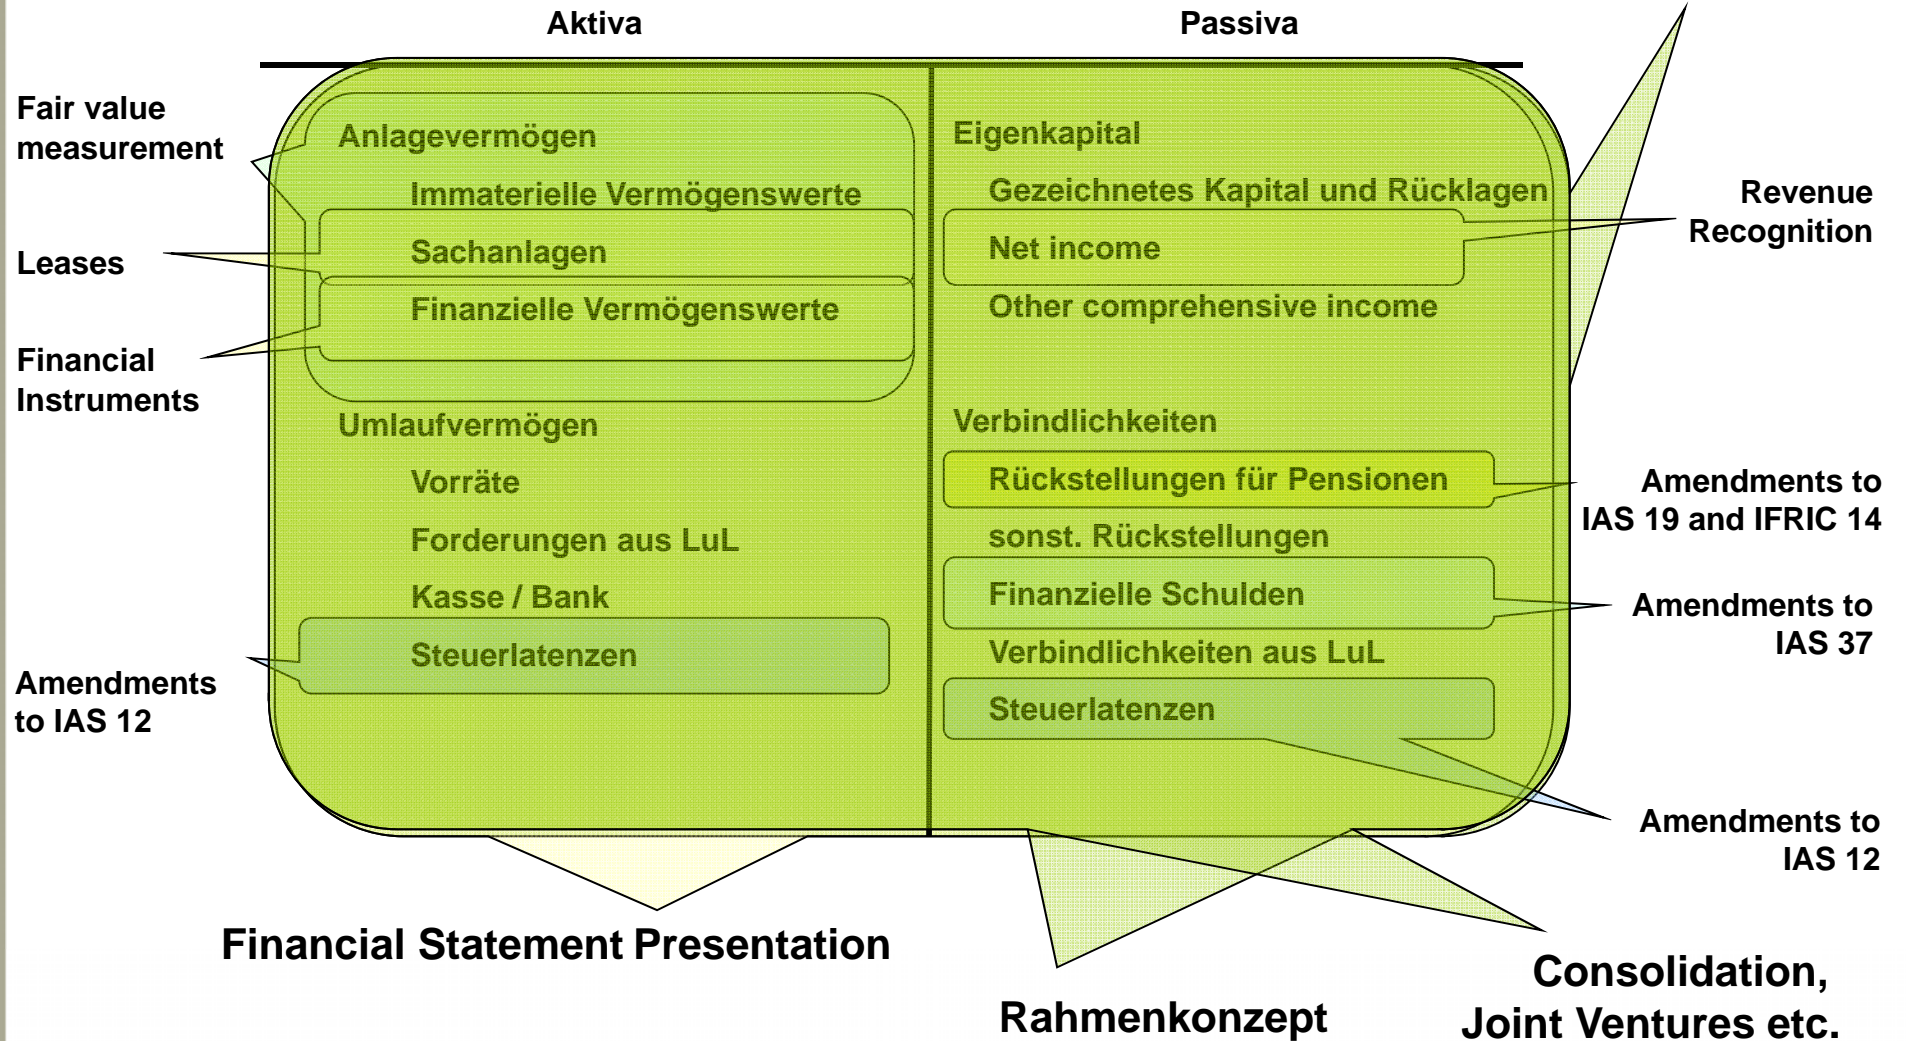 Aktiva
Passiva
Fair value
measurement
Leases
Financial
Instruments
Amendments
to IAS 12
Anlagevermögen
Immaterielle Vermögenswerte
Sachanlagen
Finanzielle Vermögenswerte
Umlaufvermögen
Vorräte
Forderungen aus LuL
Kasse / Bank
Steuerlatenzen
Eigenkapital
Gezeichnetes Kapital und Rücklagen
Net income
Other comprehensive income
Verbindlichkeiten
Rückstellungen für Pensionen
sonst. Rückstellungen
Finanzielle Schulden
Verbindlichkeiten aus LuL
Steuerlatenzen
Revenue
Recognition
Amendments to
IAS 19 and IFRIC 14
Amendments to
IAS 37
Amendments to
IAS 12
Financial Statement Presentation
Rahmenkonzept
Consolidation,
Joint Ventures etc.